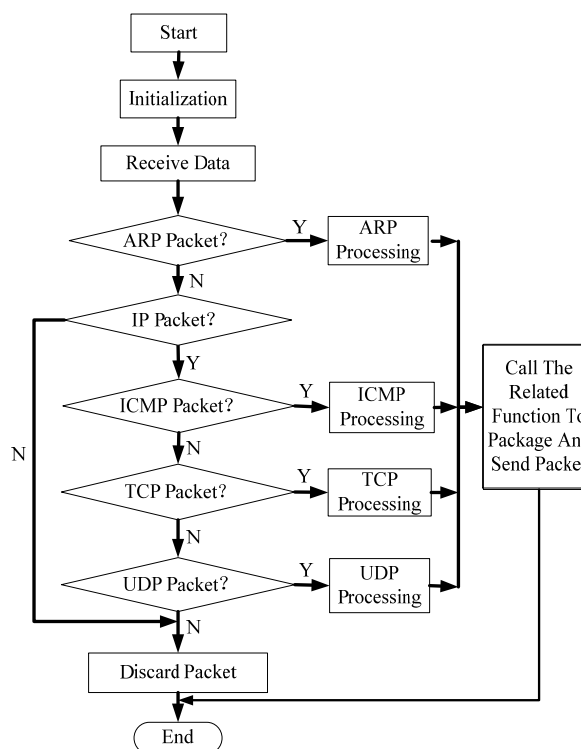 Start
Initialization
Receive Data
ARP Packet?
Y
ARP
Processing
N
IP Packet?
N
Y
ICMP Packet?
Y
ICMP
Processing
Call The
Related
Function To
Package An
Send Packe
N
TCP Packet?
Y
TCP
Processing
N
UDP Packet?
Y
UDP
Processing
N
Discard Packet
End